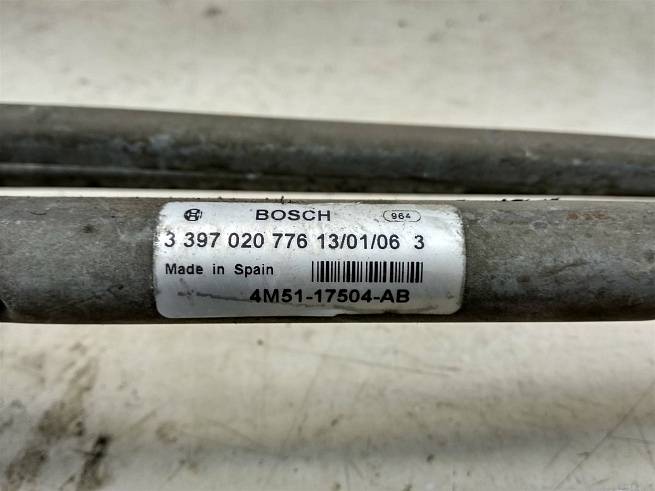 BOSCH 964
3 397 020 776 13/01/06 3
Made in Spain
4M51-17504-AB